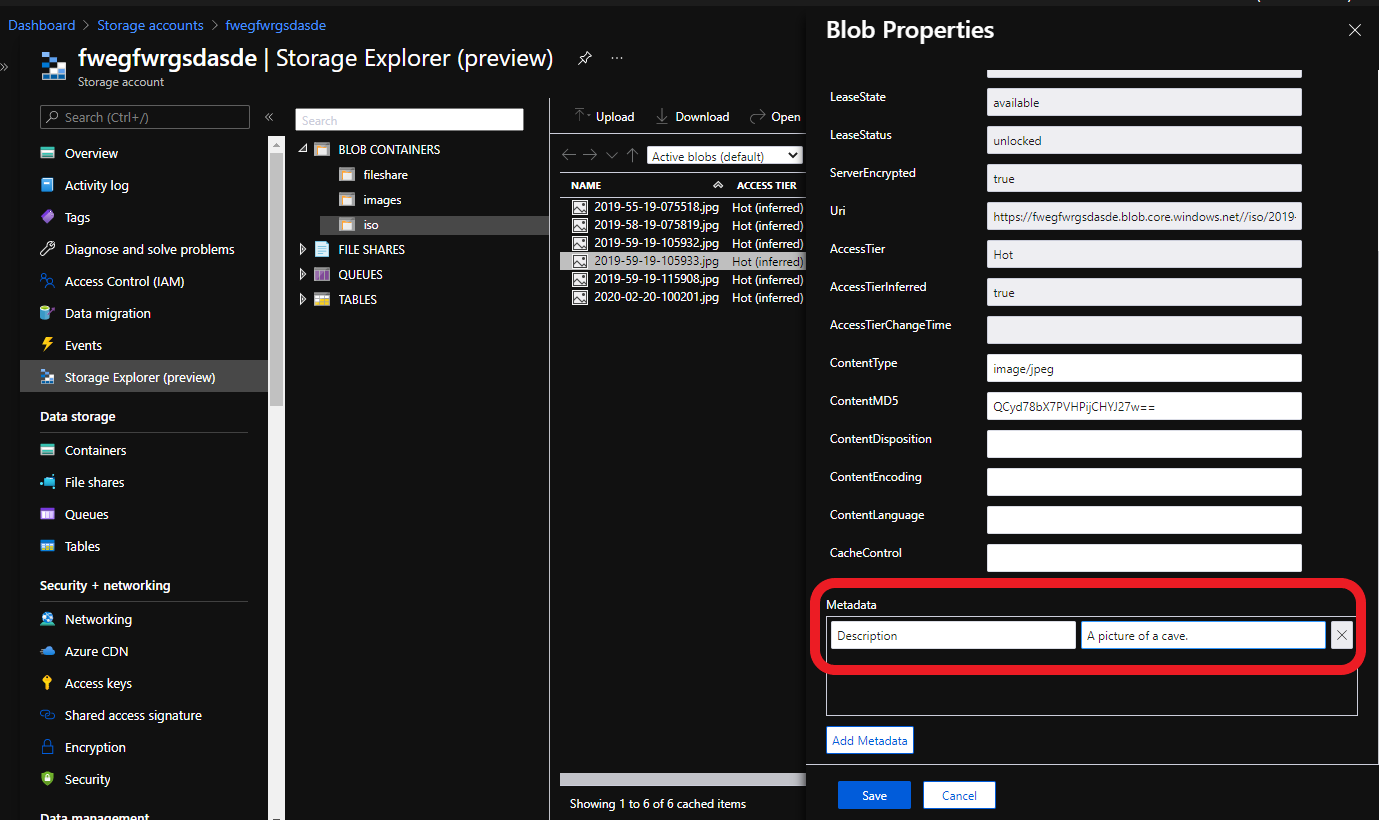 Dashboard > Storage accounts > fwegfwrgsdasde
fwegfwrgsdasde | Storage Explorer (preview)
Storage account
Search (Ctrl+/)
Overview
Activity log
Tags
Diagnose and solve problems
Access Control (IAM)
Data migration
Events
Storage Explorer (preview)
Data storage
Containers
File shares
Queues
Tables
Security + networking
Networking
Azure CDN
Access keys
Shared access signature
Encryption
Security
Data management
Search
BLOB CONTAINERS
fileshare
images
iso
FILE SHARES
QUEUES
TABLES
Upload Download Open
Active blobs (default)
NAME ACCESS TIER
2019-55-19-075518.jpg Hot (inferred)
2019-58-19-075819.jpg Hot (inferred)
2019-59-19-105932.jpg Hot (inferred)
2019-59-19-105933.jpg Hot (inferred)
2019-59-19-115908.jpg Hot (inferred)
2020-02-20-100201.jpg Hot (inferred)
Showing 1 to 6 of 6 cached items
Blob Properties
LeaseState available
LeaseStatus unlocked
ServerEncrypted true
Uri https://fwegfwrgsdasde.blob.core.windows.net//iso/2019-
AccessTier Hot
AccessTierInferred true
AccessTierChangeTime
ContentType image/jpeg
ContentMD5 QCyd78bX7PVHPijCHYJ27w==
ContentDisposition
ContentEncoding
ContentLanguage
CacheControl
Metadata
Description A picture of a cave.
Add Metadata
Save Cancel